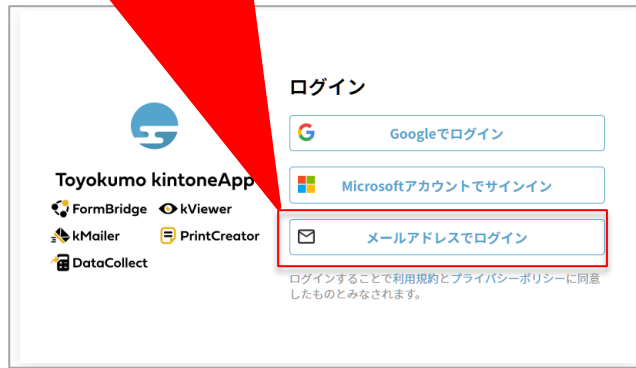 ログイン
Googleでログイン
Microsoftアカウントでサインイン
メールアドレスでログイン
ログインすることで利用規約とプライバシーポリシーに同意
したものとみなされます。
Toyokumo kintoneApp
FormBridge kViewer
kMailer PrintCreator
DataCollect